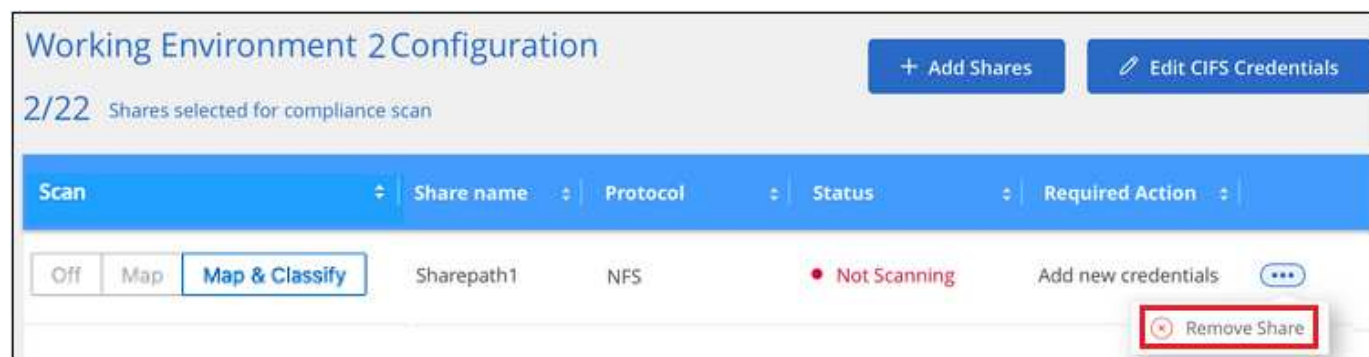 Working Environment 2 Configuration
+ Add Shares
Edit CIFS Credentials
2/22 Shares selected for compliance scan
Scan Share name Protocol Status Required Action
Off Map Map & Classify Sharepath1 NFS Not Scanning Add new credentials
Remove Share